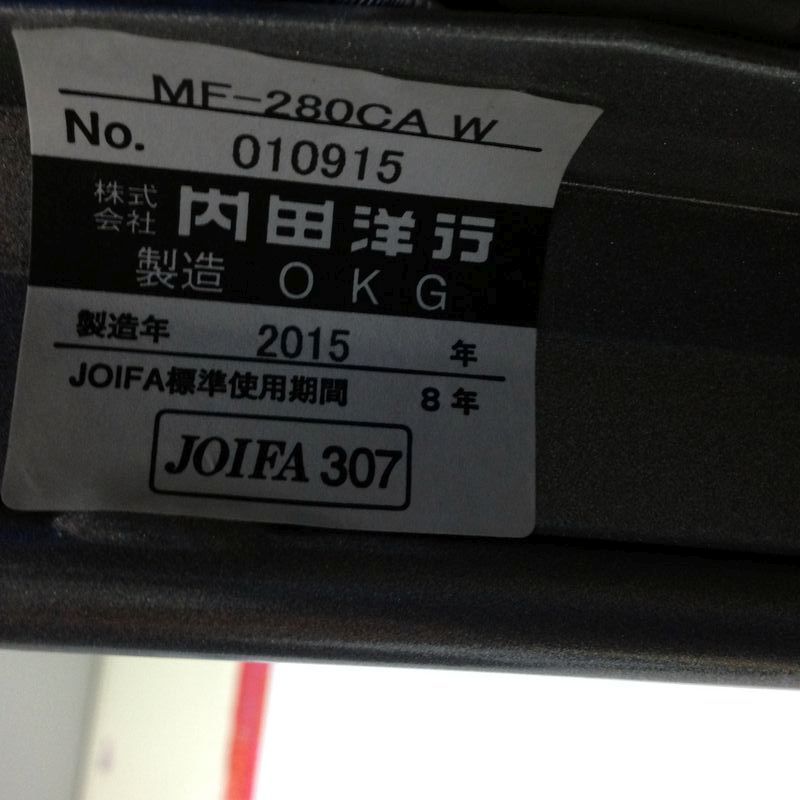 MF-280CA W
No. 010915
株式会社 内田洋行
製造 OKG
製造年 2015 年
JOIFA標準使用期間 8年
JOIFA 307